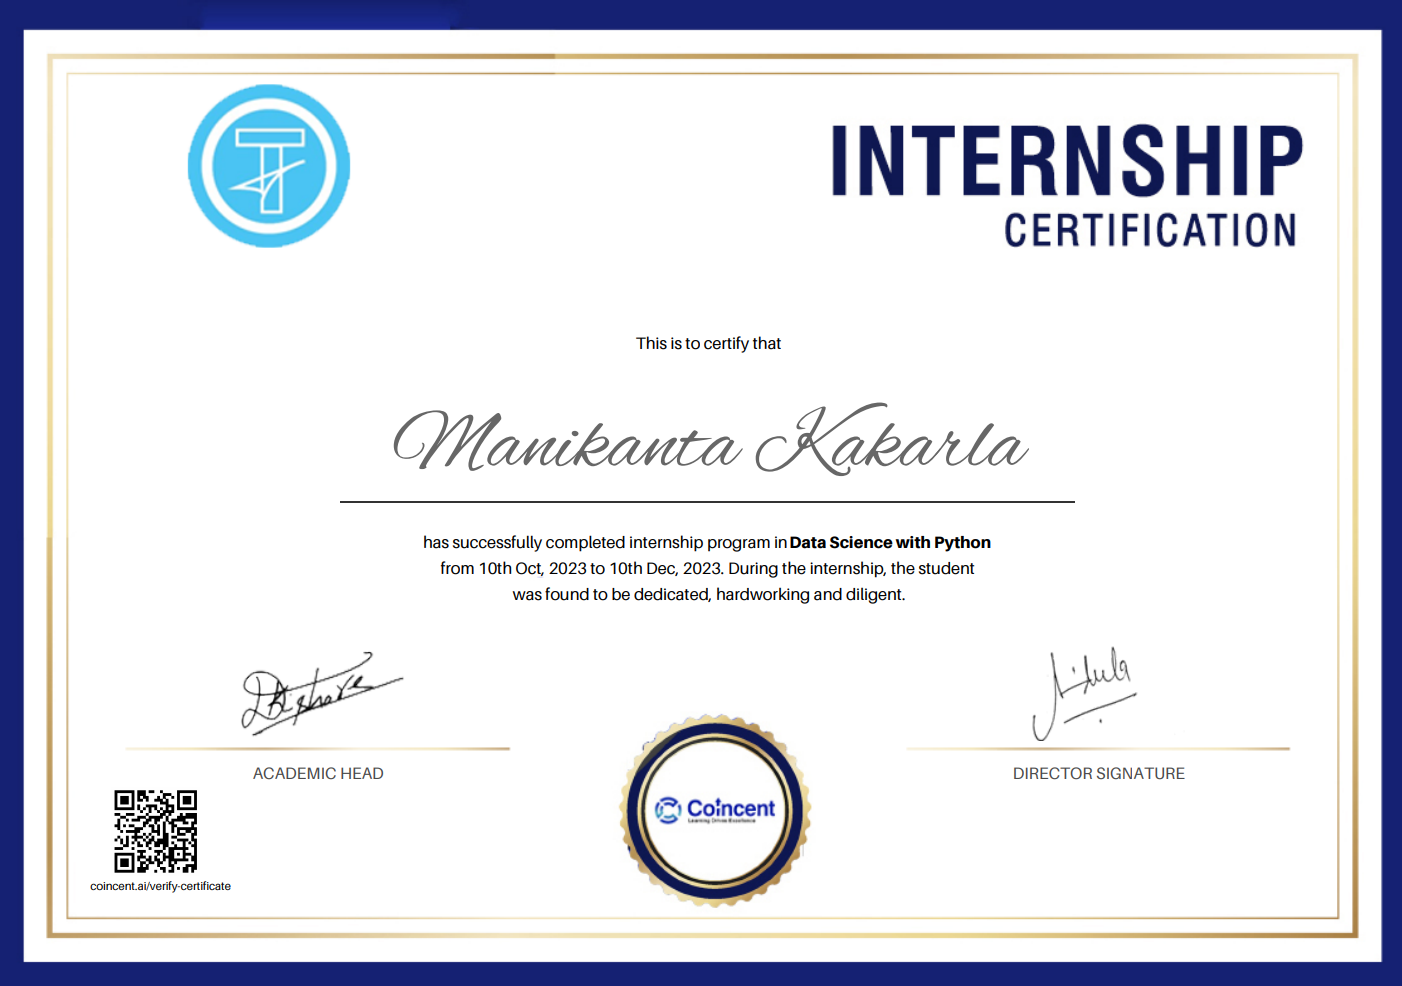 INTERNSHIP
CERTIFICATION
This is to certify that
Manikanta Kakarla
has successfully completed internship program in Data Science with Python
from 10th Oct, 2023 to 10th Dec, 2023. During the internship, the student
was found to be dedicated, hardworking and diligent.
ACADEMIC HEAD
DIRECTOR SIGNATURE
Coincent
Learning Drives Excellence
coincent.ai/verify-certificate